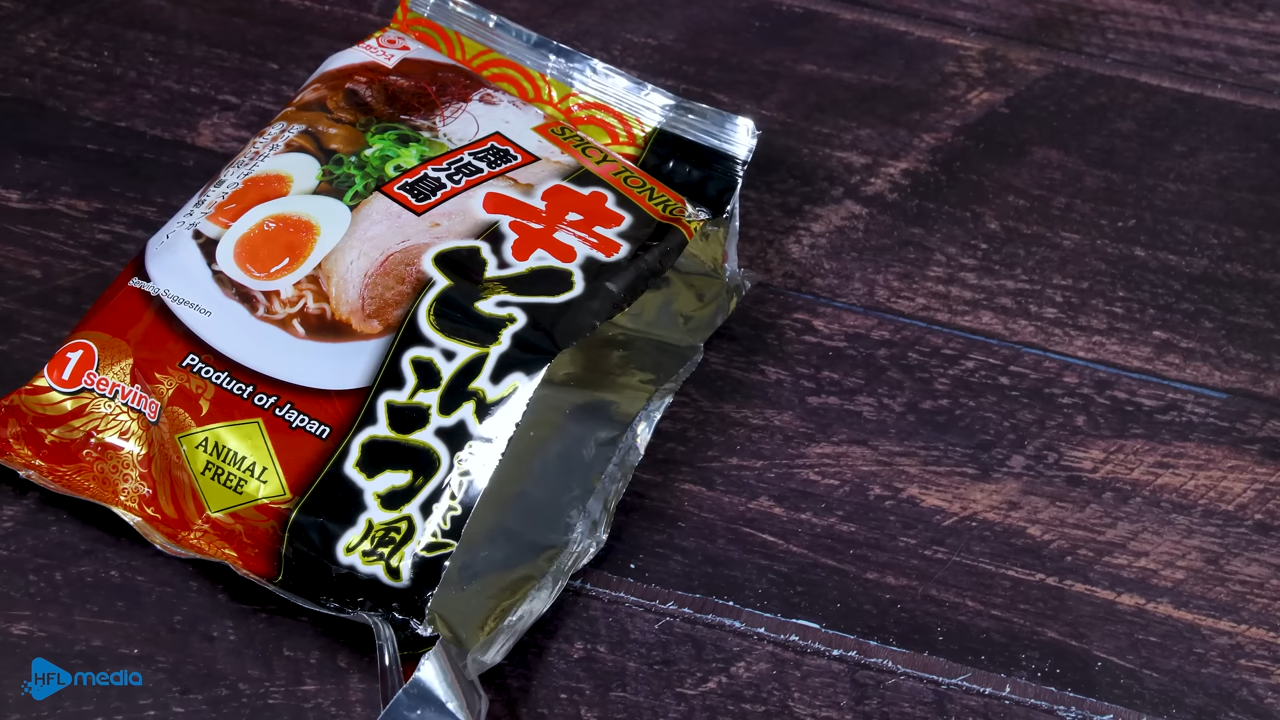 SPICY TONKO
鹿児島
辛
とんこつ風
Serving Suggestion
1 serving
Product of Japan
ANIMAL
FREE
HFL media